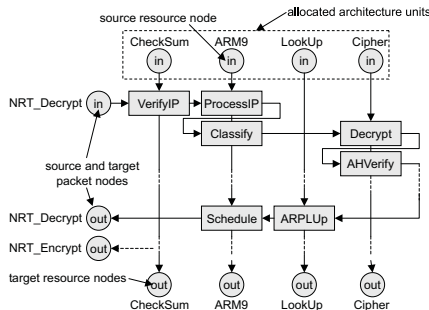 allocated architecture units
source resource node
CheckSum ARM9 LookUp Cipher
in in in in
NRT_Decrypt in VerifyIP ProcessIP
Classify Decrypt
AHVerify
source and target
packet nodes
NRT_Decrypt out Schedule ARPLUp
NRT_Encrypt out
target resource nodes
out out out out
CheckSum ARM9 LookUp Cipher